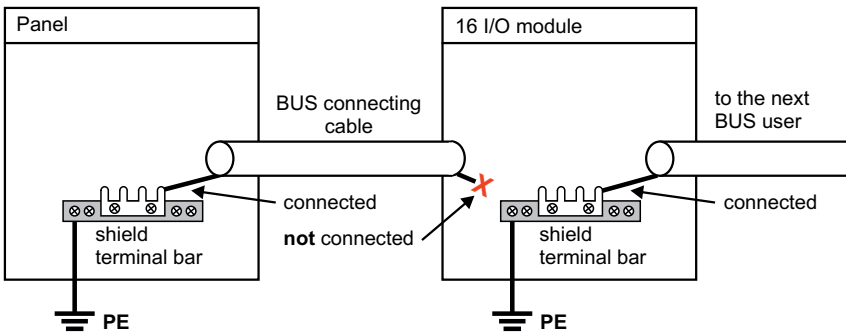 Panel
16 I/O module
BUS connecting
cable
to the next
BUS user
connected
not connected
connected
shield
terminal bar
shield
terminal bar
PE
PE